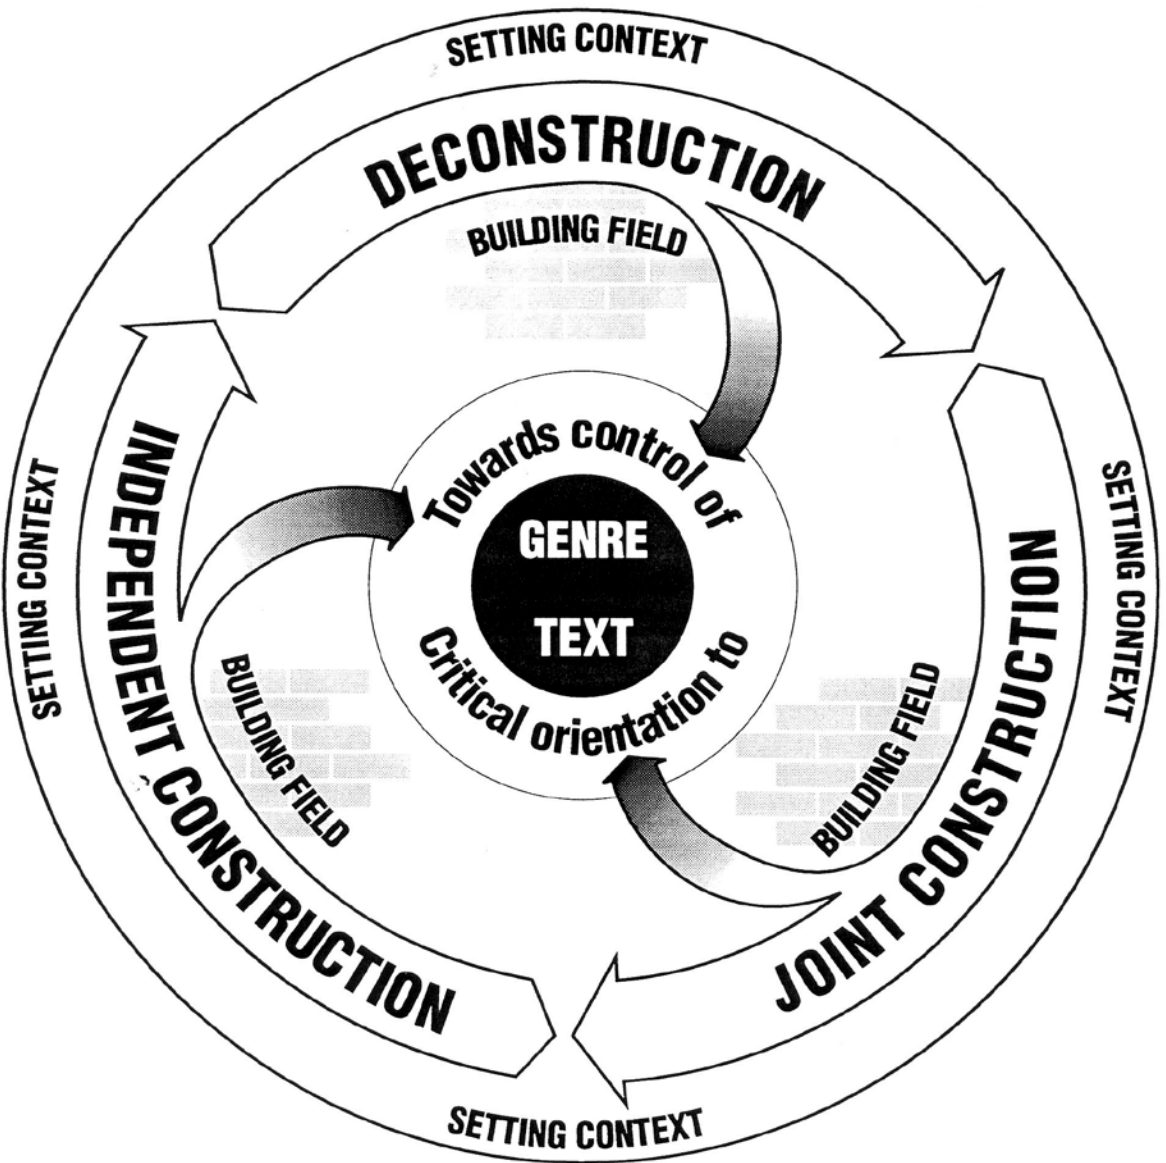 SETTING CONTEXT
DECONSTRUCTION
BUILDING FIELD
Towards control of
GENRE
TEXT
Critical orientation to
INDEPENDENT CONSTRUCTION
BUILDING FIELD
SETTING CONTEXT
JOINT CONSTRUCTION
BUILDING FIELD
SETTING CONTEXT
SETTING CONTEXT